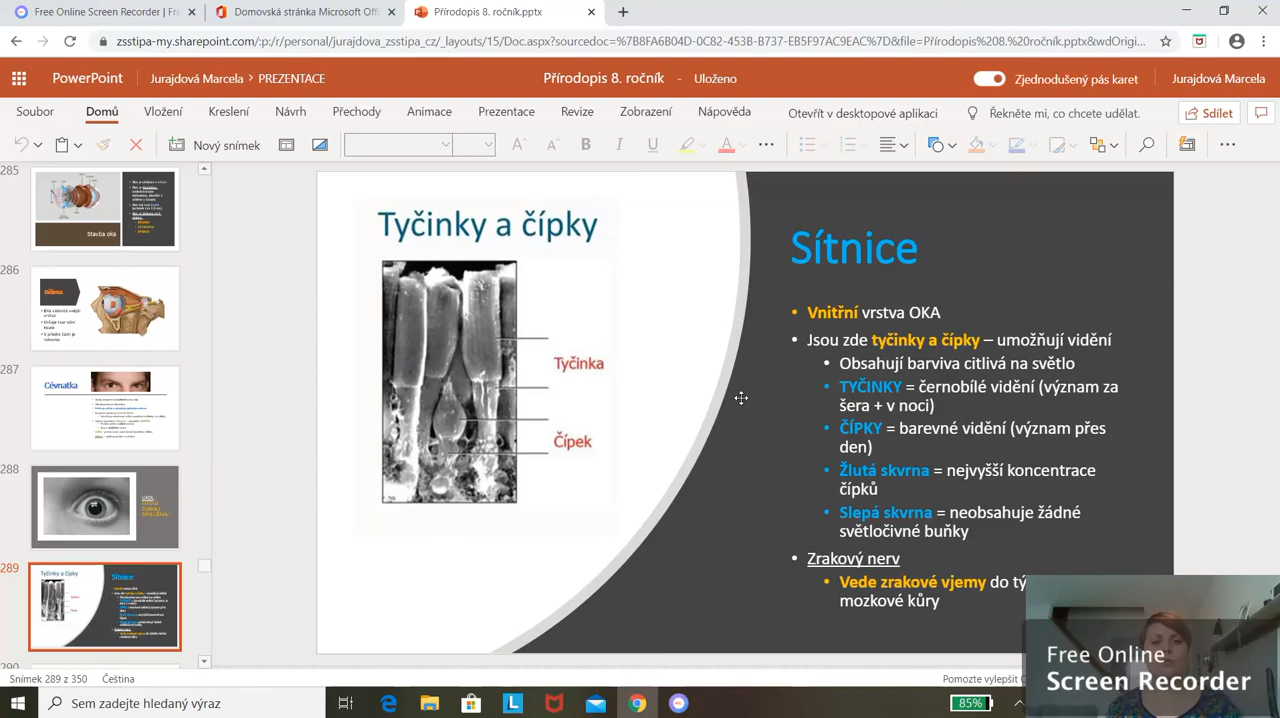 Free Online Screen Recorder | Fr
Domovská stránka Microsoft Offi
Přírodopis 8. ročník.pptx
zsstipa-my.sharepoint.com/:p:/r/personal/jurajdova_zsstipa_cz/_layouts/15/Doc.aspx?sourcedoc=%7B8FA6B04D-0C82-453B-B737-EB5F97AC9EAC%7D&file=Přírodopis%208.%20ročník.pptx&wdOrigi...
PowerPoint
Jurajdová Marcela > PREZENTACE
Přírodopis 8. ročník - Uloženo
Zjednodušený pás karet
Jurajdová Marcela
Soubor Domů Vložení Kreslení Návrh Přechody Animace Prezentace Revize Zobrazení Nápověda
Otevřít v desktopové aplikaci
Řekněte mi, co chcete udělat.
Sdílet
Nový snímek
B I U A
285
Stavba oka
286
Bělima
287
Cévnatka
288
289
Tyčinky a čípky
Sítnice
290
Tyčinky a čípky
Tyčinka
Čípek
Sítnice
• Vnitřní vrstva OKA
• Jsou zde tyčinky a čípky – umožňují vidění
• Obsahují barviva citlivá na světlo
• TYČINKY = černobílé vidění (význam za
šera + v noci)
• ČÍPKY = barevné vidění (význam přes
den)
• Žlutá skvrna = nejvyšší koncentrace
čípků
• Slepá skvrna = neobsahuje žádné
světločivné buňky
• Zrakový nerv
• Vede zrakové vjemy do tý
mozkové kůry
Free Online
Screen Recorder
Snímek 289 z 350
Čeština
Pomozte vylepšit
Sem zadejte hledaný výraz
85%